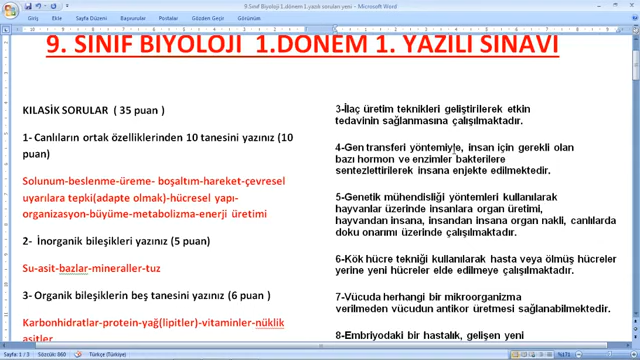 9.Sınıf Biyoloji 1.dönem 1.yazılı soruları yeni - Microsoft Word
Giriş Ekle Sayfa Düzeni Başvurular Postalar Gözden Geçir Görünüm
9. SINIF BİYOLOJİ 1.DÖNEM 1. YAZILI SINAVI
KILASİK SORULAR ( 35 puan )
1- Canlıların ortak özelliklerinden 10 tanesini yazınız (10
puan)
Solunum-beslenme-üreme- boşaltım-hareket-çevresel
uyarılara tepki(adapte olmak)-hücresel yapı-
organizasyon-büyüme-metabolizma-enerji üretimi
2- İnorganik bileşikleri yazınız (5 puan)
Su-asit-bazlar-mineraller-tuz
3- Organik bileşiklerin beş tanesini yazınız (6 puan )
Karbonhidratlar-protein-yağ(lipitler)-vitaminler-nüklik
asitler
3-İlaç üretim teknikleri geliştirilerek etkin
tedavinin sağlanmasına çalışılmaktadır.
4-Gen transferi yöntemiyle, insan için gerekli olan
bazı hormon ve enzimler bakterilere
sentezlettirilerek insana enjekte edilmektedir.
5-Genetik mühendisliği yöntemleri kullanılarak
hayvanlar üzerinde insanlara organ üretimi,
hayvandan insana, insandan insana organ nakli, canlılarda
doku onarımı üzerinde çalışılmaktadır.
6-Kök hücre tekniği kullanılarak hasta veya ölmüş hücreler
yerine yeni hücreler elde edilmeye çalışılmaktadır.
7-Vücuda herhangi bir mikroorganizma
verilmeden vücudun antikor üretmesi sağlanabilmektedir.
8-Embriyodaki bir hastalık, gelişen yeni
Sayfa: 1 / 3 Sözcük: 860 Türkçe (Türkiye) %171